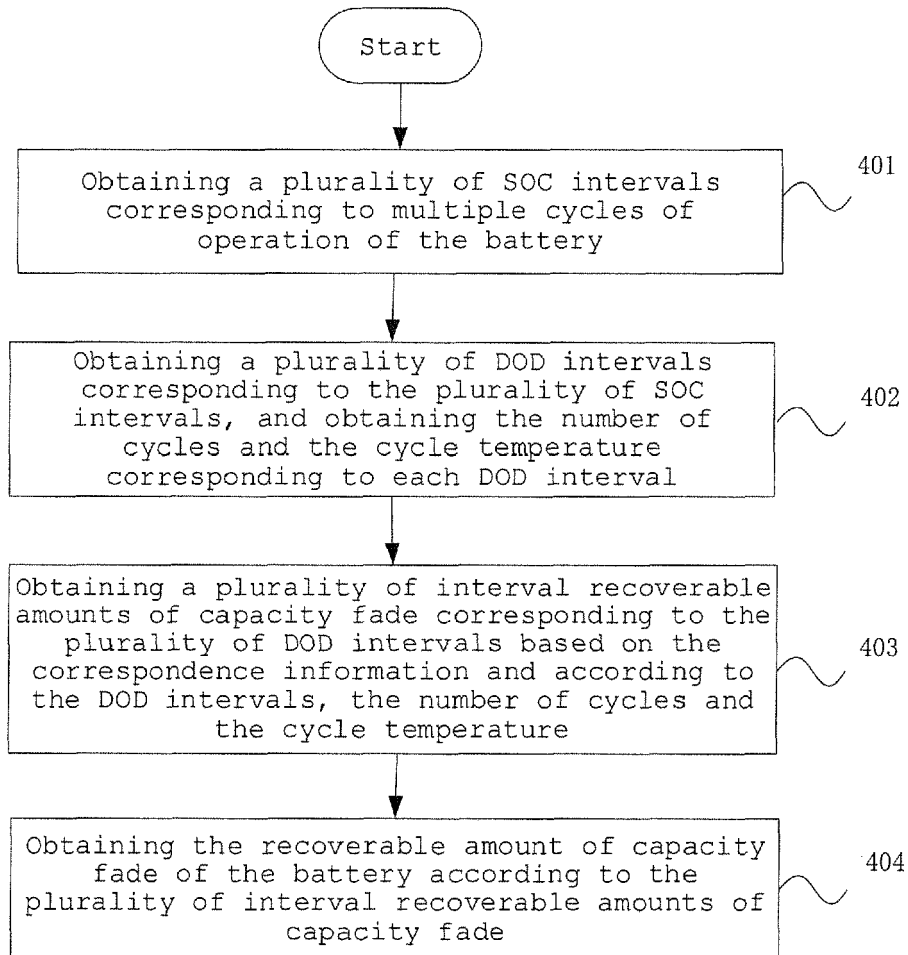 Start
Obtaining a plurality of SOC intervals
corresponding to multiple cycles of
operation of the battery
401
Obtaining a plurality of DOD intervals
corresponding to the plurality of SOC
intervals, and obtaining the number of
cycles and the cycle temperature
corresponding to each DOD interval
402
Obtaining a plurality of interval recoverable
amounts of capacity fade corresponding to the
plurality of DOD intervals based on the
correspondence information and according to
the DOD intervals, the number of cycles and
the cycle temperature
403
Obtaining the recoverable amount of capacity
fade of the battery according to the
plurality of interval recoverable amounts of
capacity fade
404